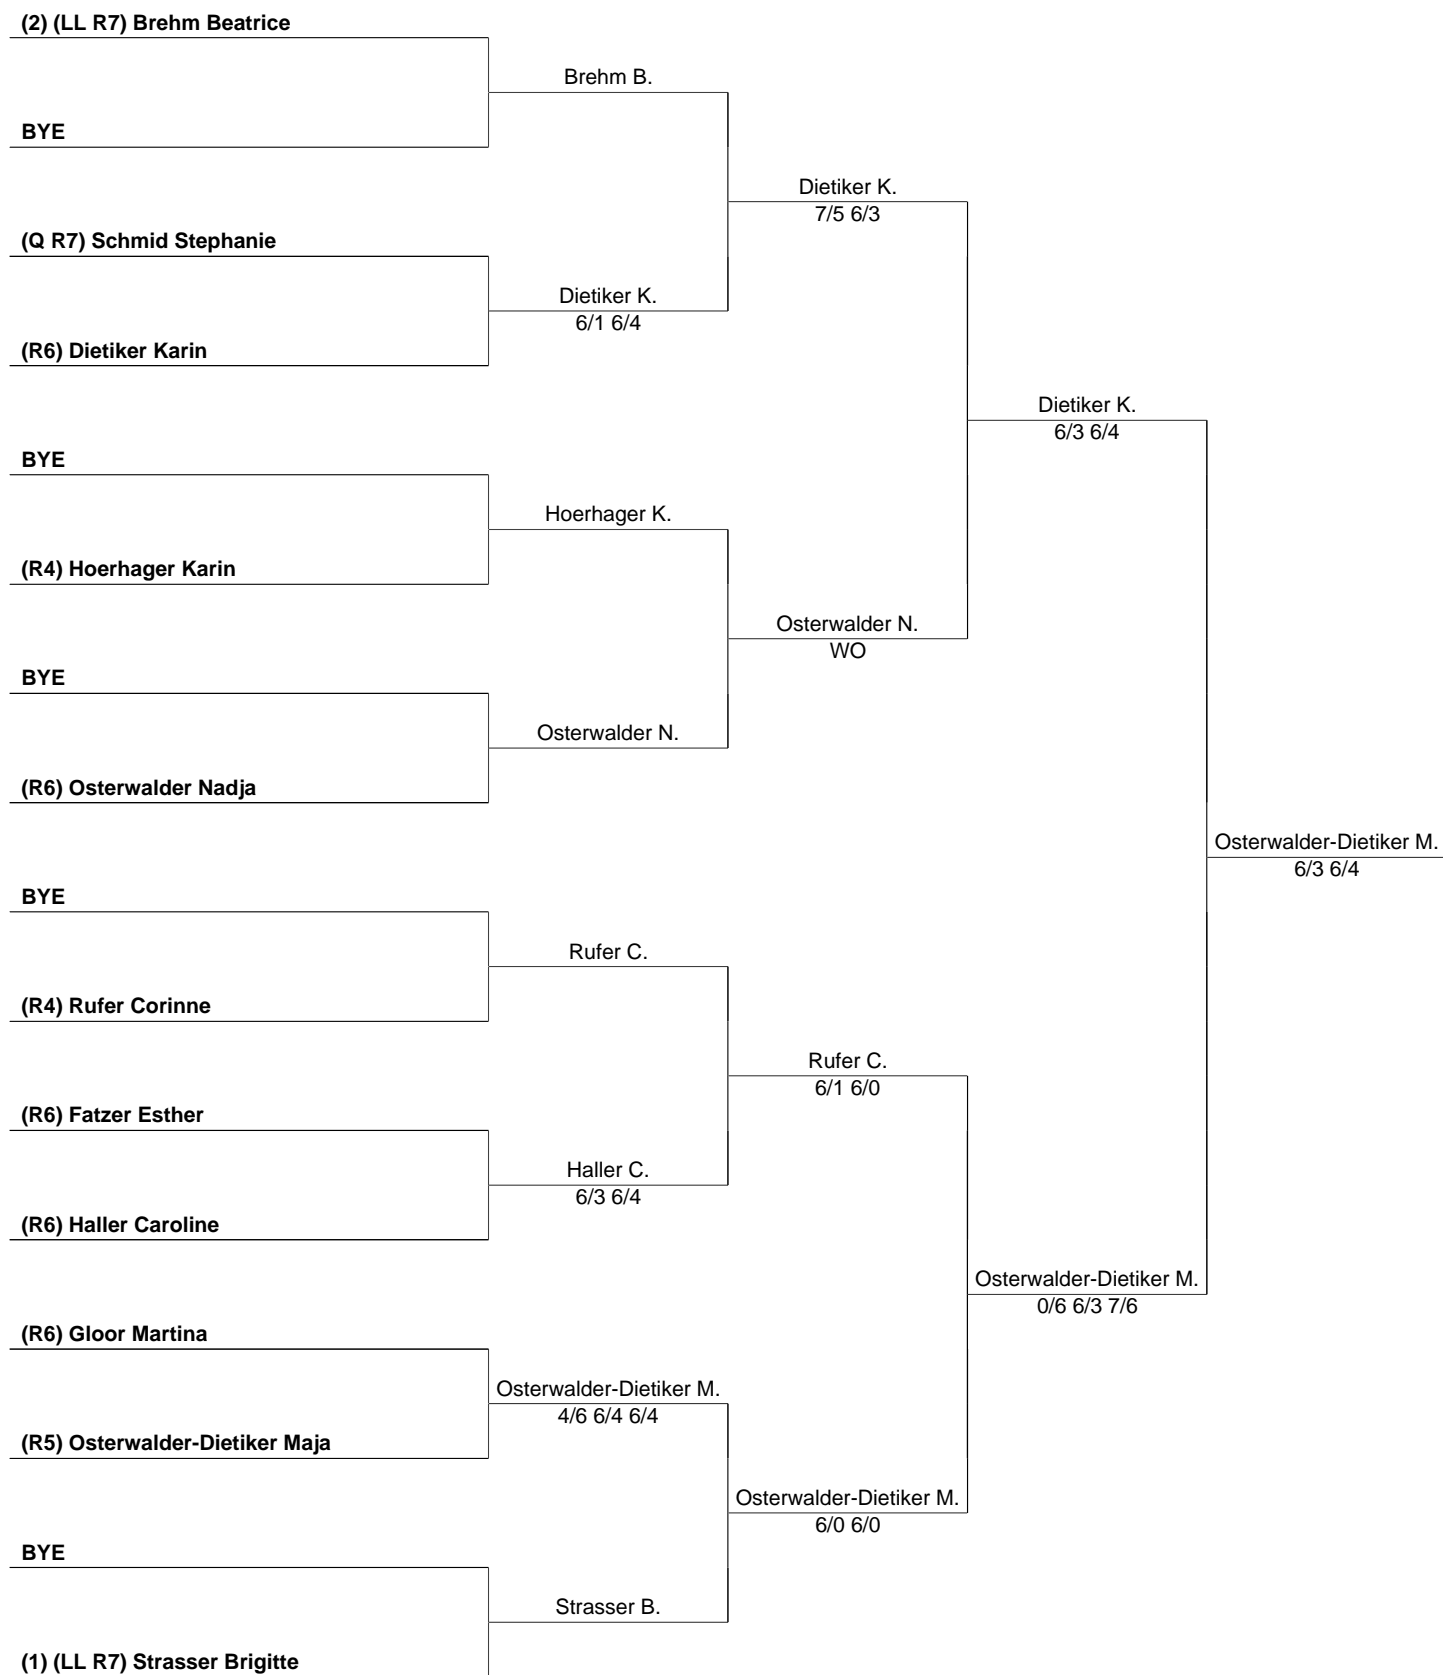 (2) (LL R7) Brehm Beatrice
Brehm B.
BYE
Dietiker K.
7/5 6/3
(Q R7) Schmid Stephanie
Dietiker K.
6/1 6/4
(R6) Dietiker Karin
Dietiker K.
6/3 6/4
BYE
Hoerhager K.
(R4) Hoerhager Karin
Osterwalder N.
WO
BYE
Osterwalder N.
(R6) Osterwalder Nadja
Osterwalder-Dietiker M.
6/3 6/4
BYE
Rufer C.
(R4) Rufer Corinne
Rufer C.
6/1 6/0
(R6) Fatzer Esther
Haller C.
6/3 6/4
(R6) Haller Caroline
Osterwalder-Dietiker M.
0/6 6/3 7/6
(R6) Gloor Martina
Osterwalder-Dietiker M.
4/6 6/4 6/4
(R5) Osterwalder-Dietiker Maja
Osterwalder-Dietiker M.
6/0 6/0
BYE
Strasser B.
(1) (LL R7) Strasser Brigitte